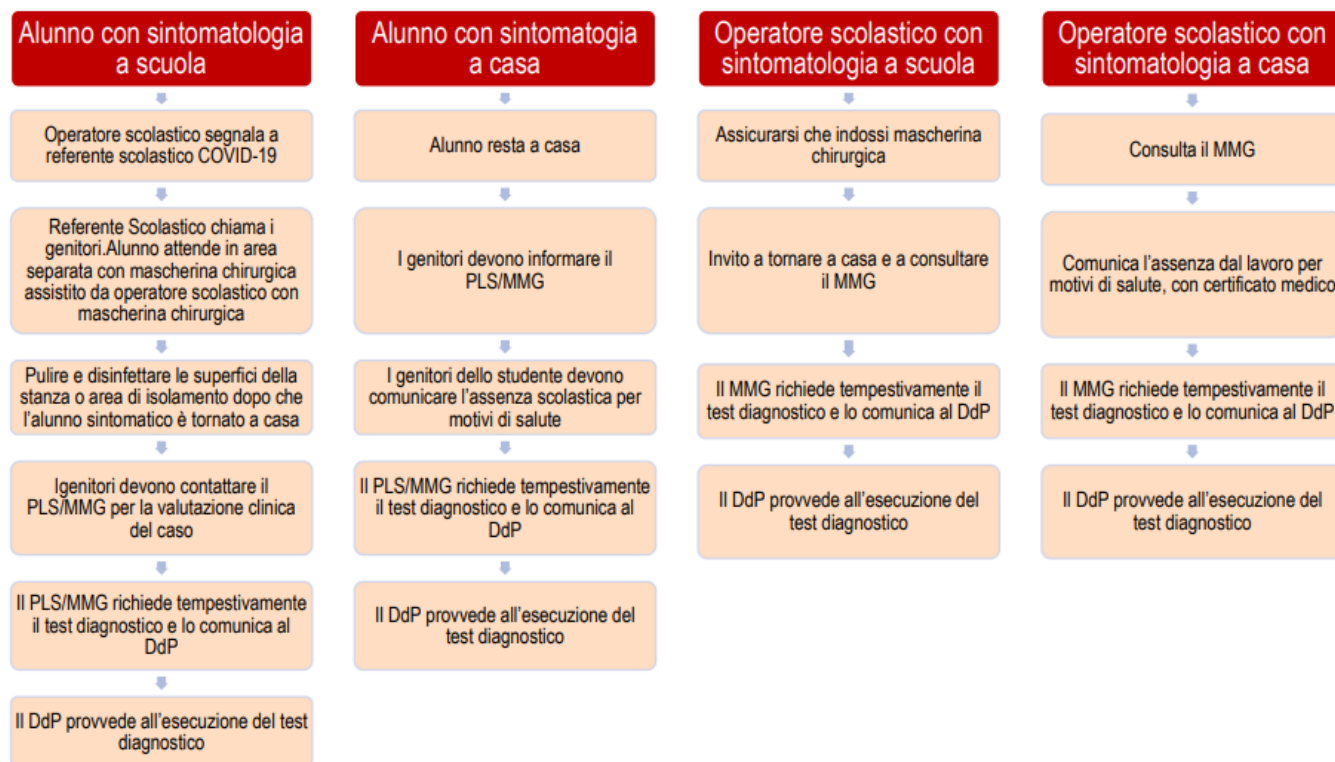 Alunno con sintomatologia
a scuola
Operatore scolastico segnala a
referente scolastico COVID-19
Referente Scolastico chiama i
genitori.Alunno attende in area
separata con mascherina chirurgica
assistito da operatore scolastico con
mascherina chirurgica
Pulire e disinfettare le superfici della
stanza o area di isolamento dopo che
l'alunno sintomatico è tornato a casa
Igenitori devono contattare il
PLS/MMG per la valutazione clinica
del caso
Il PLS/MMG richiede tempestivamente
il test diagnostico e lo comunica al
DdP
Il DdP provvede all'esecuzione del test
diagnostico
Alunno con sintomatogia
a casa
Alunno resta a casa
I genitori devono informare il
PLS/MMG
I genitori dello studente devono
comunicare l'assenza scolastica per
motivi di salute
Il PLS/MMG richiede tempestivamente
il test diagnostico e lo comunica al
DdP
Il DdP provvede all'esecuzione del
test diagnostico
Operatore scolastico con
sintomatologia a scuola
Assicurarsi che indossi mascherina
chirurgica
Invito a tornare a casa e a consultare
il MMG
Il MMG richiede tempestivamente il
test diagnostico e lo comunica al DdP
Il DdP provvede all'esecuzione del
test diagnostico
Operatore scolastico con
sintomatologia a casa
Consulta il MMG
Comunica l'assenza dal lavoro per
motivi di salute, con certificato medico
Il MMG richiede tempestivamente il
test diagnostico e lo comunica al DdP
Il DdP provvede all'esecuzione del
test diagnostico